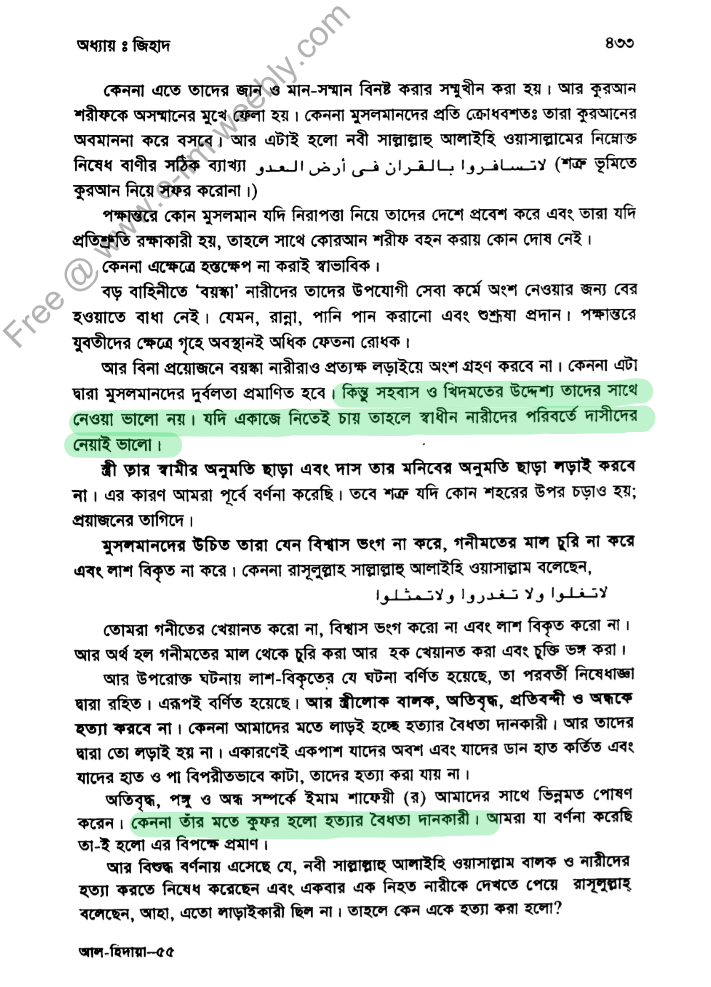 অধ্যায় ঃ জিহাদ ৪৩৩
কেননা এতে তাদের জান ও মান-সম্মান বিনষ্ট করার সম্মুখীন করা হয়। আর কুরআন
শরীফকে অসম্মানের মুখে ফেলা হয়। কেননা মুসলমানদের প্রতি ক্রোধবশতঃ তারা কুরআনের
অবমাননা করে বসবে। আর এটাই হলো নবী সাল্লাল্লাহু আলাইহি ওয়াসাল্লামের নিম্নোক্ত
নিষেধ বাণীর সঠিক ব্যাখ্যা لاتسافروا بالقران فى أرض العدو (শত্রু ভূমিতে
কুরআন নিয়ে সফর করোনা।)
পক্ষান্তরে কোন মুসলমান যদি নিরাপত্তা নিয়ে তাদের দেশে প্রবেশ করে এবং তারা যদি
প্রতিশ্রুতি রক্ষাকারী হয়, তাহলে সাথে কোরআন শরীফ বহন করায় কোন দোষ নেই।
কেননা এক্ষেত্রে হস্তক্ষেপ না করাই স্বাভাবিক।
বড় বাহিনীতে ‘বয়স্কা’ নারীদের তাদের উপযোগী সেবা কর্মে অংশ নেওয়ার জন্য বের
হওয়াতে বাধা নেই। যেমন, রান্না, পানি পান করানো এবং শুশ্রূষা প্রদান। পক্ষান্তরে
যুবতীদের ক্ষেত্রে গৃহে অবস্থানই অধিক ফেতনা রোধক।
আর বিনা প্রয়োজনে বয়স্কা নারীরাও প্রত্যক্ষ লড়াইয়ে অংশ গ্রহণ করবে না। কেননা এটা
দ্বারা মুসলমানদের দুর্বলতা প্রমাণিত হবে। কিন্তু সহবাস ও খিদমতের উদ্দেশ্য তাদের সাথে
নেওয়া ভালো নয়। যদি একাজে নিতেই চায় তাহলে স্বাধীন নারীদের পরিবর্তে দাসীদের
নেয়াই ভালো।
স্ত্রী তার স্বামীর অনুমতি ছাড়া এবং দাস তার মনিবের অনুমতি ছাড়া লড়াই করবে
না। এর কারণ আমরা পূর্বে বর্ণনা করেছি। তবে শত্রু যদি কোন শহরের উপর চড়াও হয়;
প্রয়াজনের তাগিদে।
মুসলমানদের উচিত তারা যেন বিশ্বাস ভংগ না করে, গনীমতের মাল চুরি না করে
এবং লাশ বিকৃত না করে। কেননা রাসূলুল্লাহ সাল্লাল্লাহু আলাইহি ওয়াসাল্লাম বলেছেন,
لاتغلوا ولا تغدروا ولاتمثلوا
তোমরা গনীতের খেয়ানত করো না, বিশ্বাস ভংগ করো না এবং লাশ বিকৃত করো না।
আর অর্থ হল গনীমতের মাল থেকে চুরি করা আর হক খেয়ানত করা এবং চুক্তি ভঙ্গ করা।
আর উপরোক্ত ঘটনায় লাশ-বিকৃতের যে ঘটনা বর্ণিত হয়েছে, তা পরবর্তী নিষেধাজ্ঞা
দ্বারা রহিত। এরূপই বর্ণিত হয়েছে। আর স্ত্রীলোক বালক, অতিবৃদ্ধ, প্রতিবন্দী ও অন্ধকে
হত্যা করবে না। কেননা আমাদের মতে লাড়ই হচ্ছে হত্যার বৈধতা দানকারী। আর তাদের
দ্বারা তো লড়াই হয় না। একারণেই একপাশ যাদের অবশ এবং যাদের ডান হাত কর্তিত এবং
যাদের হাত ও পা বিপরীতভাবে কাটা, তাদের হত্যা করা যায় না।
অতিবৃদ্ধ, পঙ্গু ও অন্ধ সম্পর্কে ইমাম শাফেয়ী (র) আমাদের সাথে ভিন্নমত পোষণ
করেন। কেননা তাঁর মতে কুফর হলো হত্যার বৈধতা দানকারী। আমরা যা বর্ণনা করেছি
তা-ই হলো এর বিপক্ষে প্রমাণ।
আর বিশুদ্ধ বর্ণনায় এসেছে যে, নবী সাল্লাল্লাহু আলাইহি ওয়াসাল্লাম বালক ও নারীদের
হত্যা করতে নিষেধ করেছেন এবং একবার এক নিহত নারীকে দেখতে পেয়ে রাসূলুল্লাহ্
বলেছেন, আহা, এতো লাড়াইকারী ছিল না। তাহলে কেন একে হত্যা করা হলো?
আল-হিদায়া–৫৫